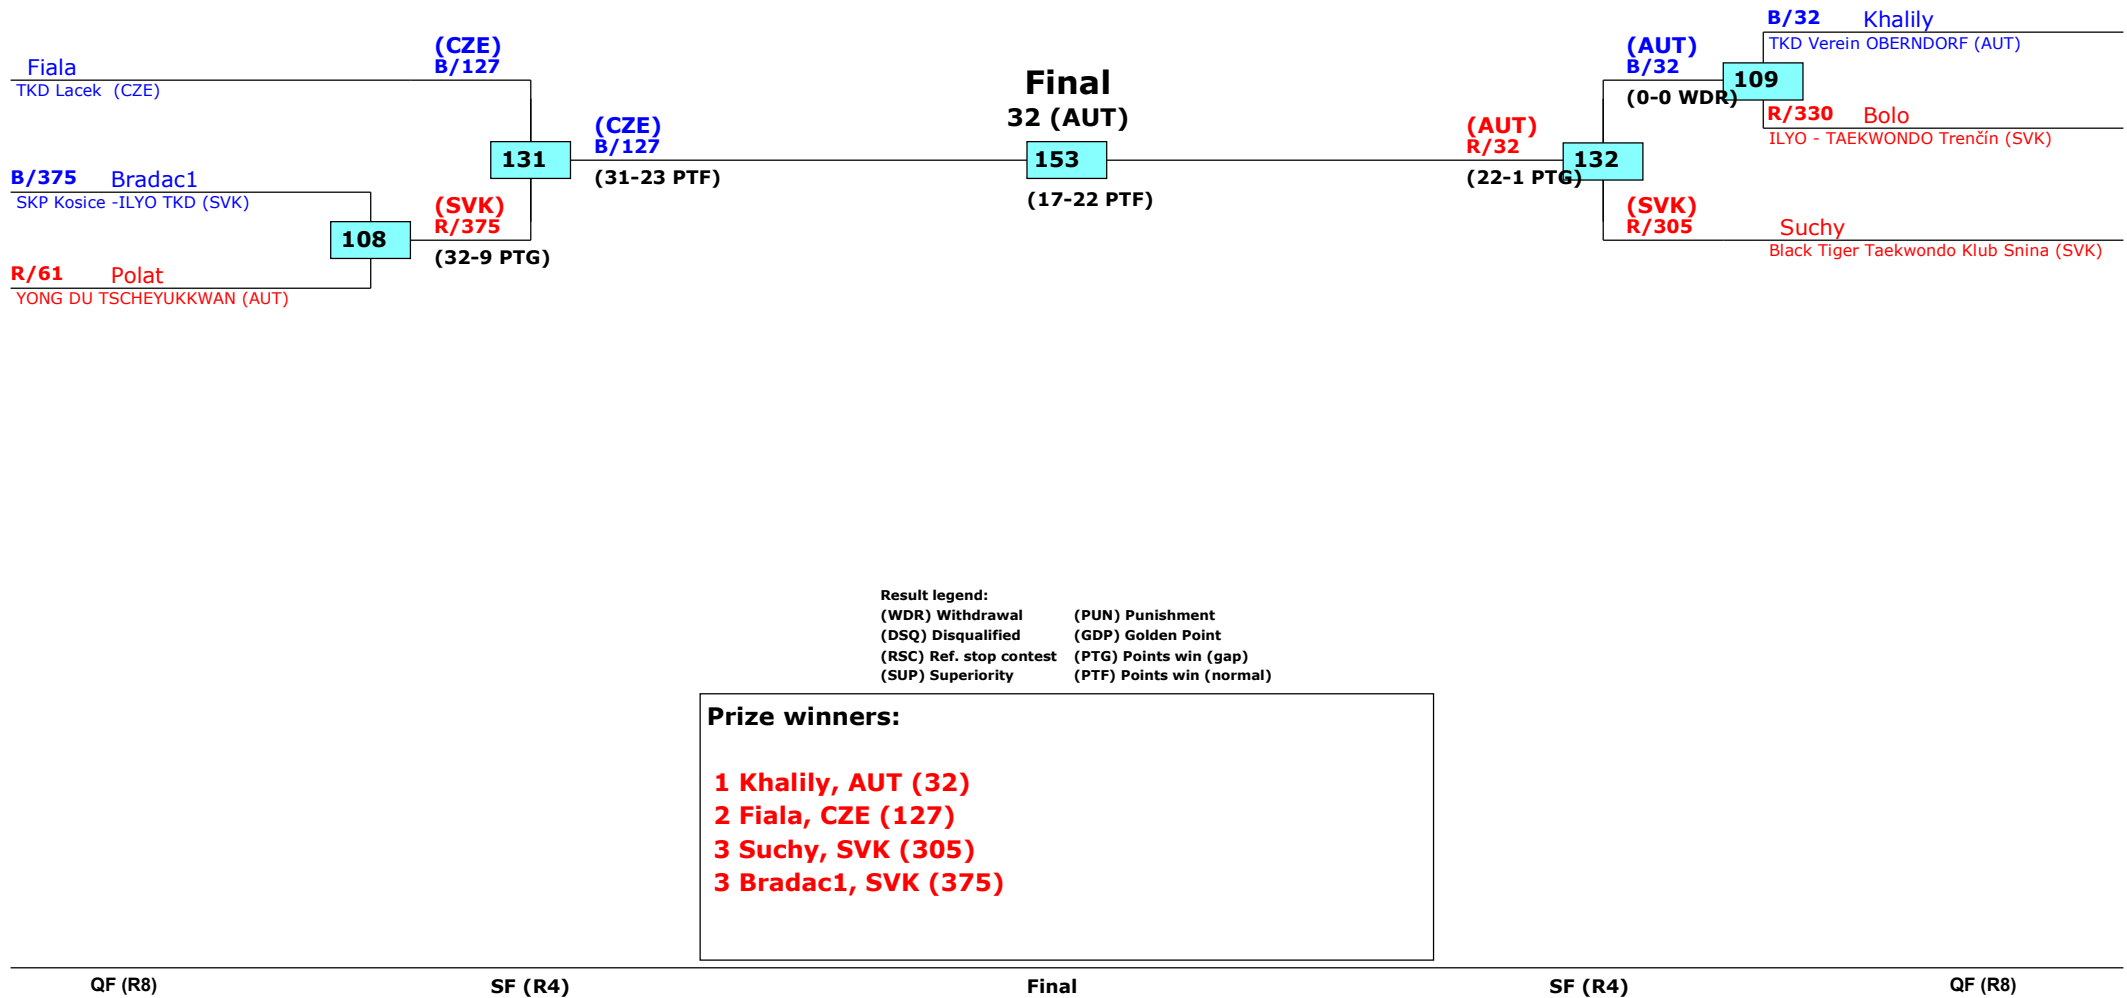 Fiala
TKD Lacek  (CZE)
B/375 Bradac1
SKP Kosice -ILYO TKD (SVK)
R/61 Polat
YONG DU TSCHEYUKKWAN (AUT)
108
(CZE)
B/127
(SVK)
R/375
(32-9 PTG)
131
(CZE)
B/127
(31-23 PTF)
Final
32 (AUT)
153
(17-22 PTF)
(AUT)
R/32
(22-1 PTG)
132
(AUT)
B/32
(0-0 WDR)
(SVK)
R/305
109
B/32 Khalily
TKD Verein OBERNDORF (AUT)
R/330 Bolo
ILYO - TAEKWONDO Trenčín (SVK)
Suchy
Black Tiger Taekwondo Klub Snina (SVK)
Result legend:
(WDR) Withdrawal (PUN) Punishment
(DSQ) Disqualified (GDP) Golden Point
(RSC) Ref. stop contest (PTG) Points win (gap)
(SUP) Superiority (PTF) Points win (normal)
Prize winners:
1 Khalily, AUT (32)
2 Fiala, CZE (127)
3 Suchy, SVK (305)
3 Bradac1, SVK (375)
QF (R8) SF (R4) Final SF (R4) QF (R8)